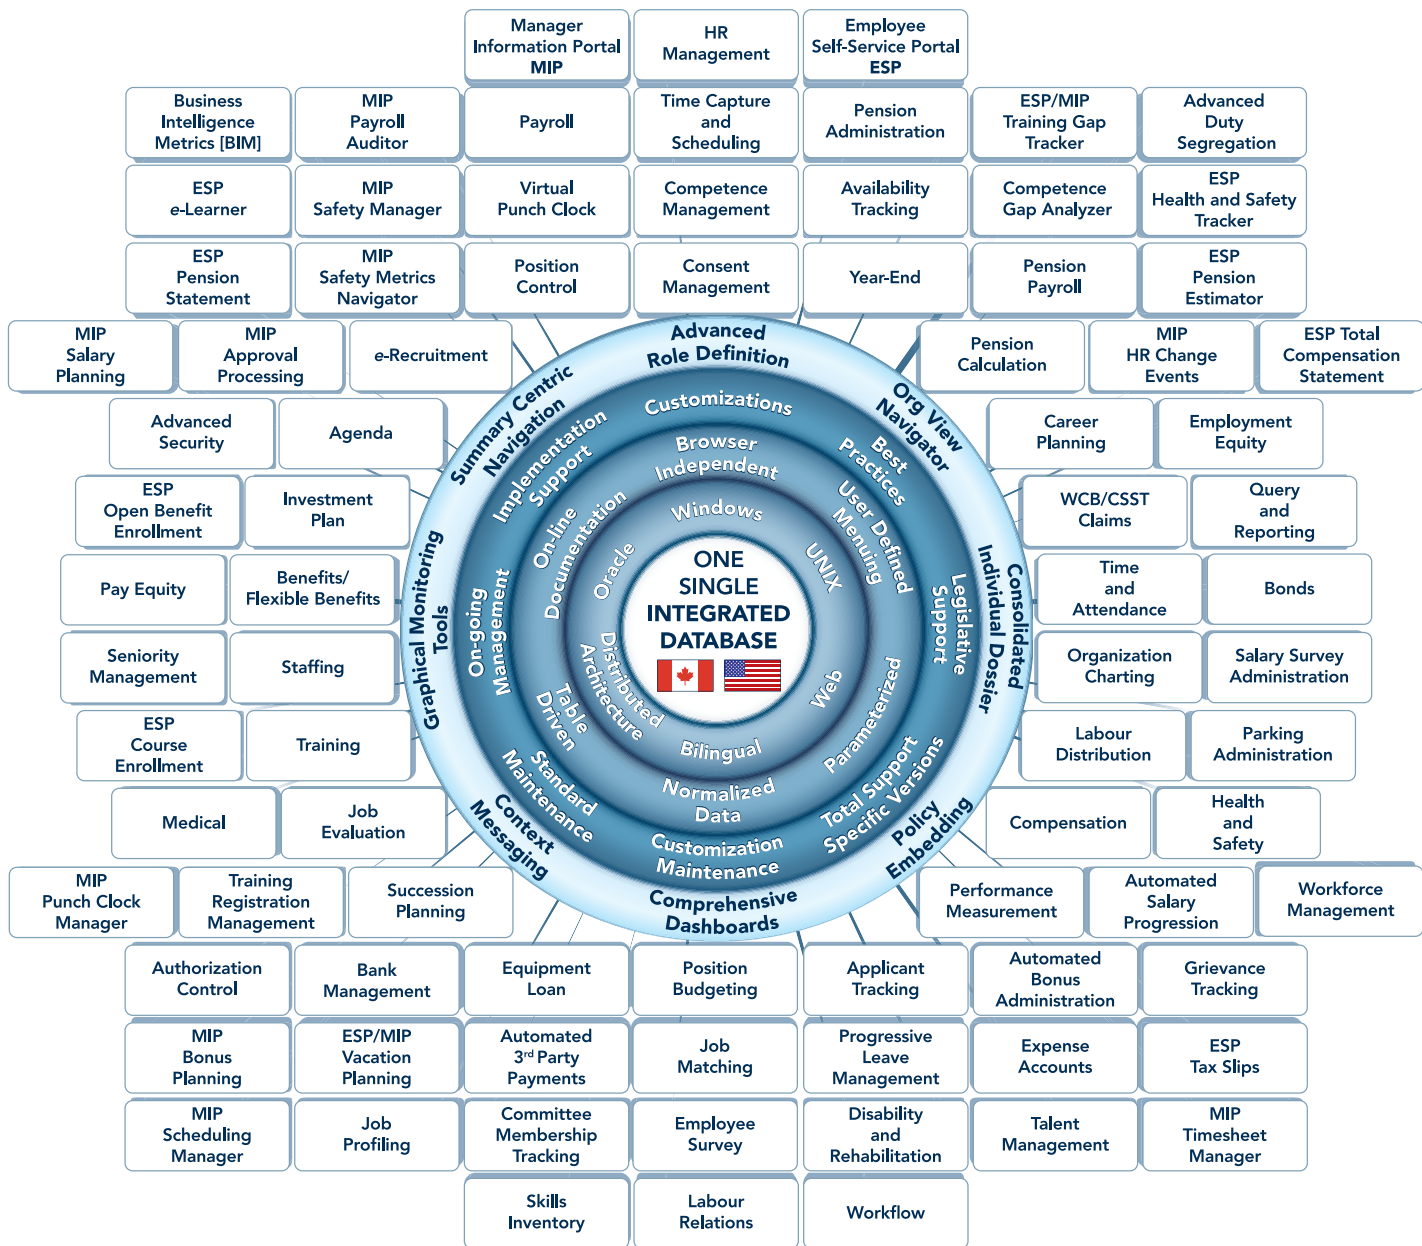 Manager
Information Portal
MIP
HR
Management
Employee
Self-Service Portal
ESP
Business
Intelligence
Metrics [BIM]
MIP
Payroll
Auditor
Payroll
Time Capture
and
Scheduling
Pension
Administration
ESP/MIP
Training Gap
Tracker
Advanced
Duty
Segregation
ESP
e-Learner
MIP
Safety Manager
Virtual
Punch Clock
Competence
Management
Availability
Tracking
Competence
Gap Analyzer
ESP
Health and Safety
Tracker
ESP
Pension
Statement
MIP
Safety Metrics
Navigator
Position
Control
Consent
Management
Year-End
Pension
Payroll
ESP
Pension
Estimator
MIP
Salary
Planning
MIP
Approval
Processing
e-Recruitment
Pension
Calculation
MIP
HR Change
Events
ESP Total
Compensation
Statement
Advanced
Security
Agenda
Career
Planning
Employment
Equity
ESP
Open Benefit
Enrollment
Investment
Plan
WCB/CSST
Claims
Query
and
Reporting
Pay Equity
Benefits/
Flexible Benefits
Time
and
Attendance
Bonds
Seniority
Management
Staffing
Organization
Charting
Salary Survey
Administration
ESP
Course
Enrollment
Training
Labour
Distribution
Parking
Administration
Medical
Job
Evaluation
Compensation
Health
and
Safety
MIP
Punch Clock
Manager
Training
Registration
Management
Succession
Planning
Performance
Measurement
Automated
Salary
Progression
Workforce
Management
Authorization
Control
Bank
Management
Equipment
Loan
Position
Budgeting
Applicant
Tracking
Automated
Bonus
Administration
Grievance
Tracking
MIP
Bonus
Planning
ESP/MIP
Vacation
Planning
Automated
3rd Party
Payments
Job
Matching
Progressive
Leave
Management
Expense
Accounts
ESP
Tax Slips
MIP
Scheduling
Manager
Job
Profiling
Committee
Membership
Tracking
Employee
Survey
Disability
and
Rehabilitation
Talent
Management
MIP
Timesheet
Manager
Skills
Inventory
Labour
Relations
Workflow
Advanced
Role Definition
Org View
Navigator
Consolidated
Individual Dossier
Policy
Embedding
Comprehensive
Dashboards
Context
Messaging
Graphical Monitoring
Tools
Summary Centric
Navigation
Customizations
Best
Practices
Legislative
Support
Total Support
Specific Versions
Customization
Maintenance
Standard
Maintenance
On-going
Management
Implementation
Support
Browser
Independent
User Defined
Menuing
Parameterized
Normalized
Data
Table
Driven
On-line
Documentation
Windows
UNIX
Web
Bilingual
Distributed
Architecture
Oracle
ONE
SINGLE
INTEGRATED
DATABASE